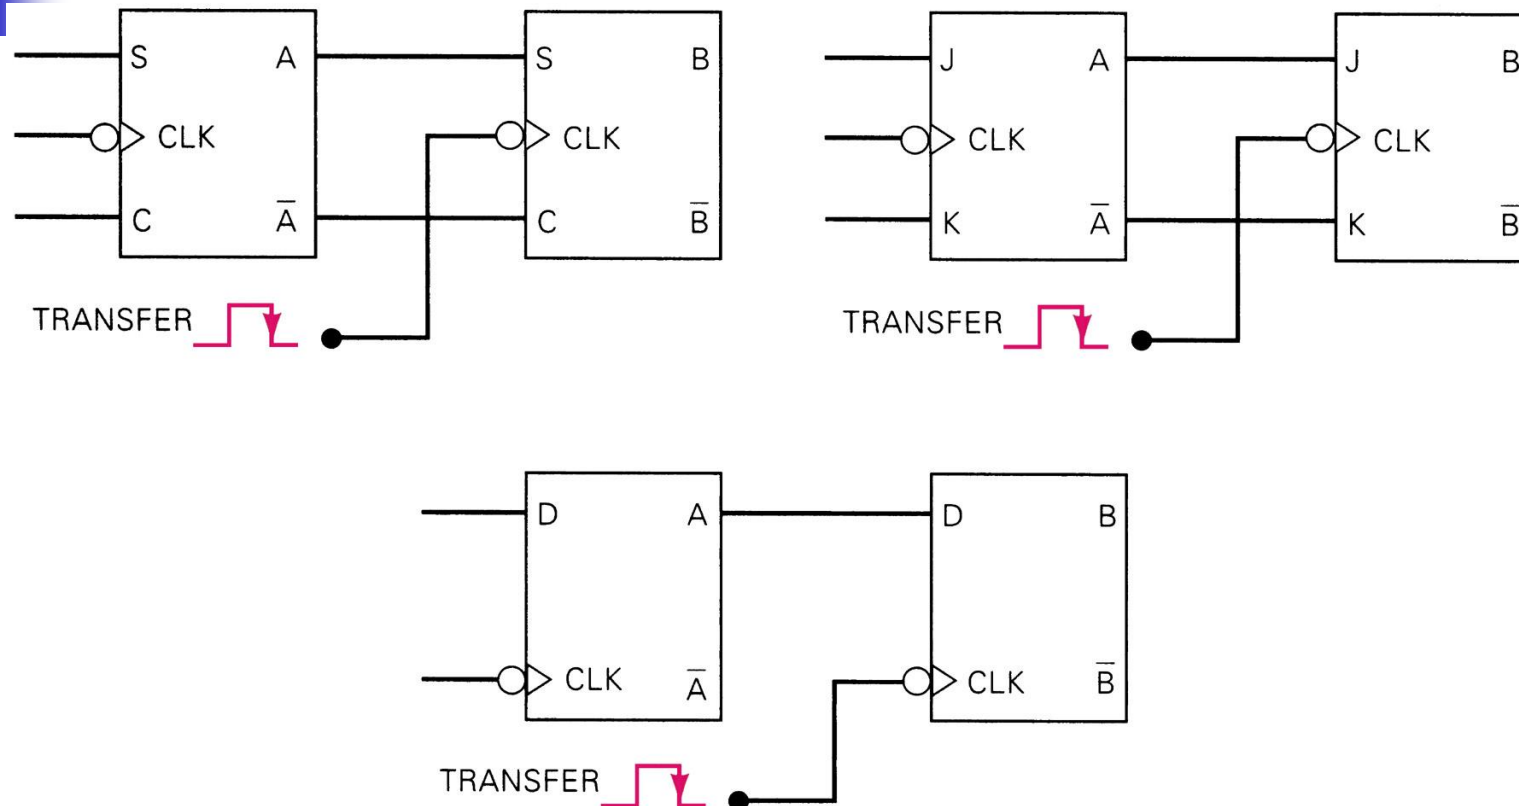 S A S B J A J B
CLK CLK CLK CLK
C A̅ C B̅ K A̅ K B̅
TRANSFER TRANSFER
D A D B
CLK A̅ CLK B̅
TRANSFER